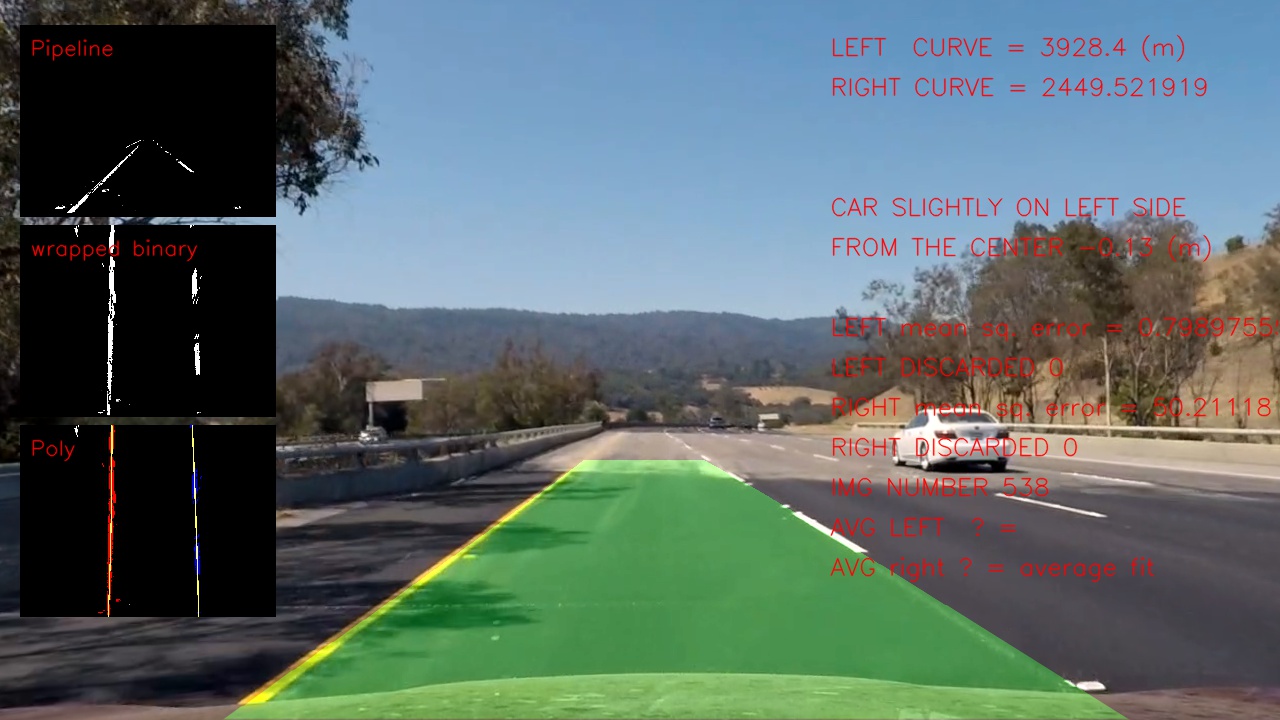 Pipeline
wrapped binary
Poly
LEFT CURVE = 3928.4 (m)
RIGHT CURVE = 2449.521919
CAR SLIGHTLY ON LEFT SIDE
FROM THE CENTER -0.13 (m)
LEFT mean sq. error = 0.7989755
LEFT DISCARDED 0
RIGHT mean sq. error = 50.21118
RIGHT DISCARDED 0
IMG NUMBER 538
AVG LEFT ? =
AVG right ? = average fit